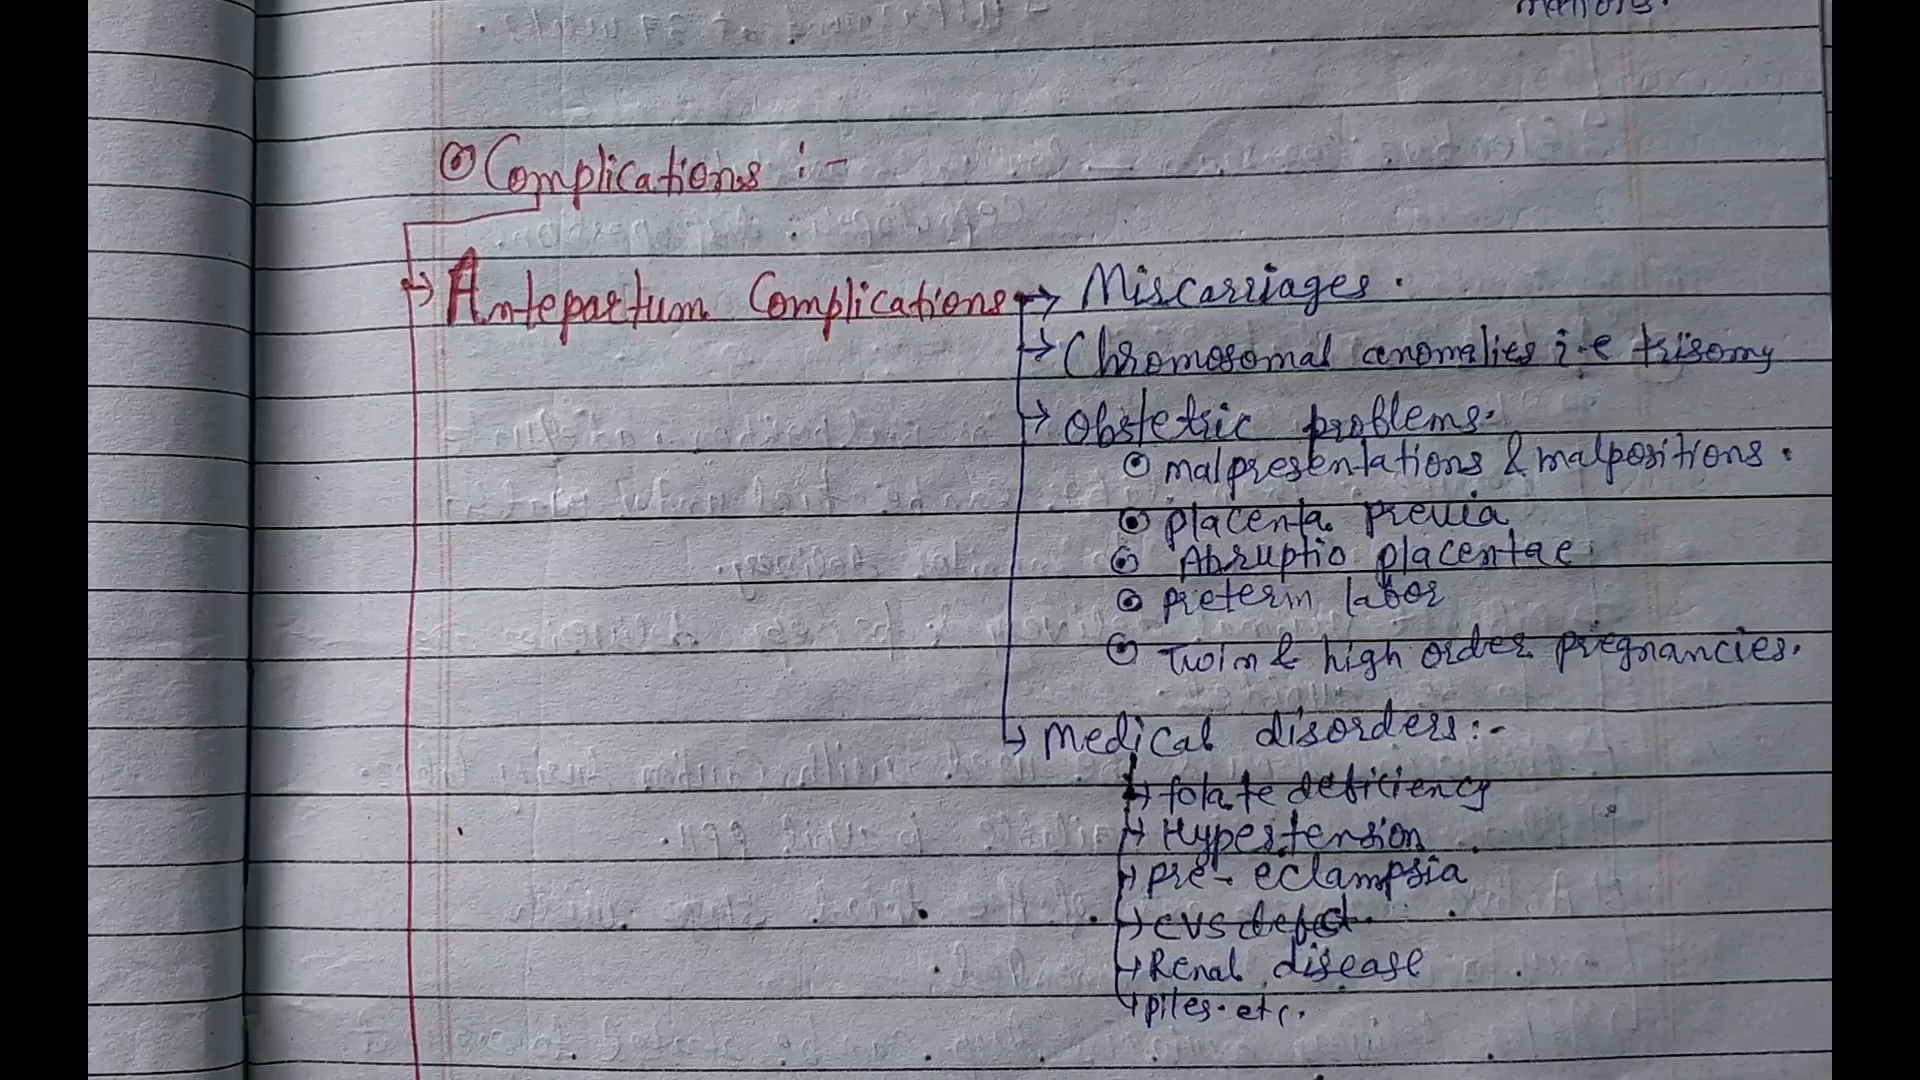 Complications :-
Antepartum Complications → Miscarriages.
→ Chromosomal anomalies i.e trisomy
→ Obstetric problems.
malpresentations & malpositions.
placenta previa
Abruptio placentae
preterm labor
Twin & high order pregnancies.
Medical disorders:-
→ folate deficiency
→ Hypertension
→ pre-eclampsia
→ CVS defect
→ Renal disease
→ piles. etc.